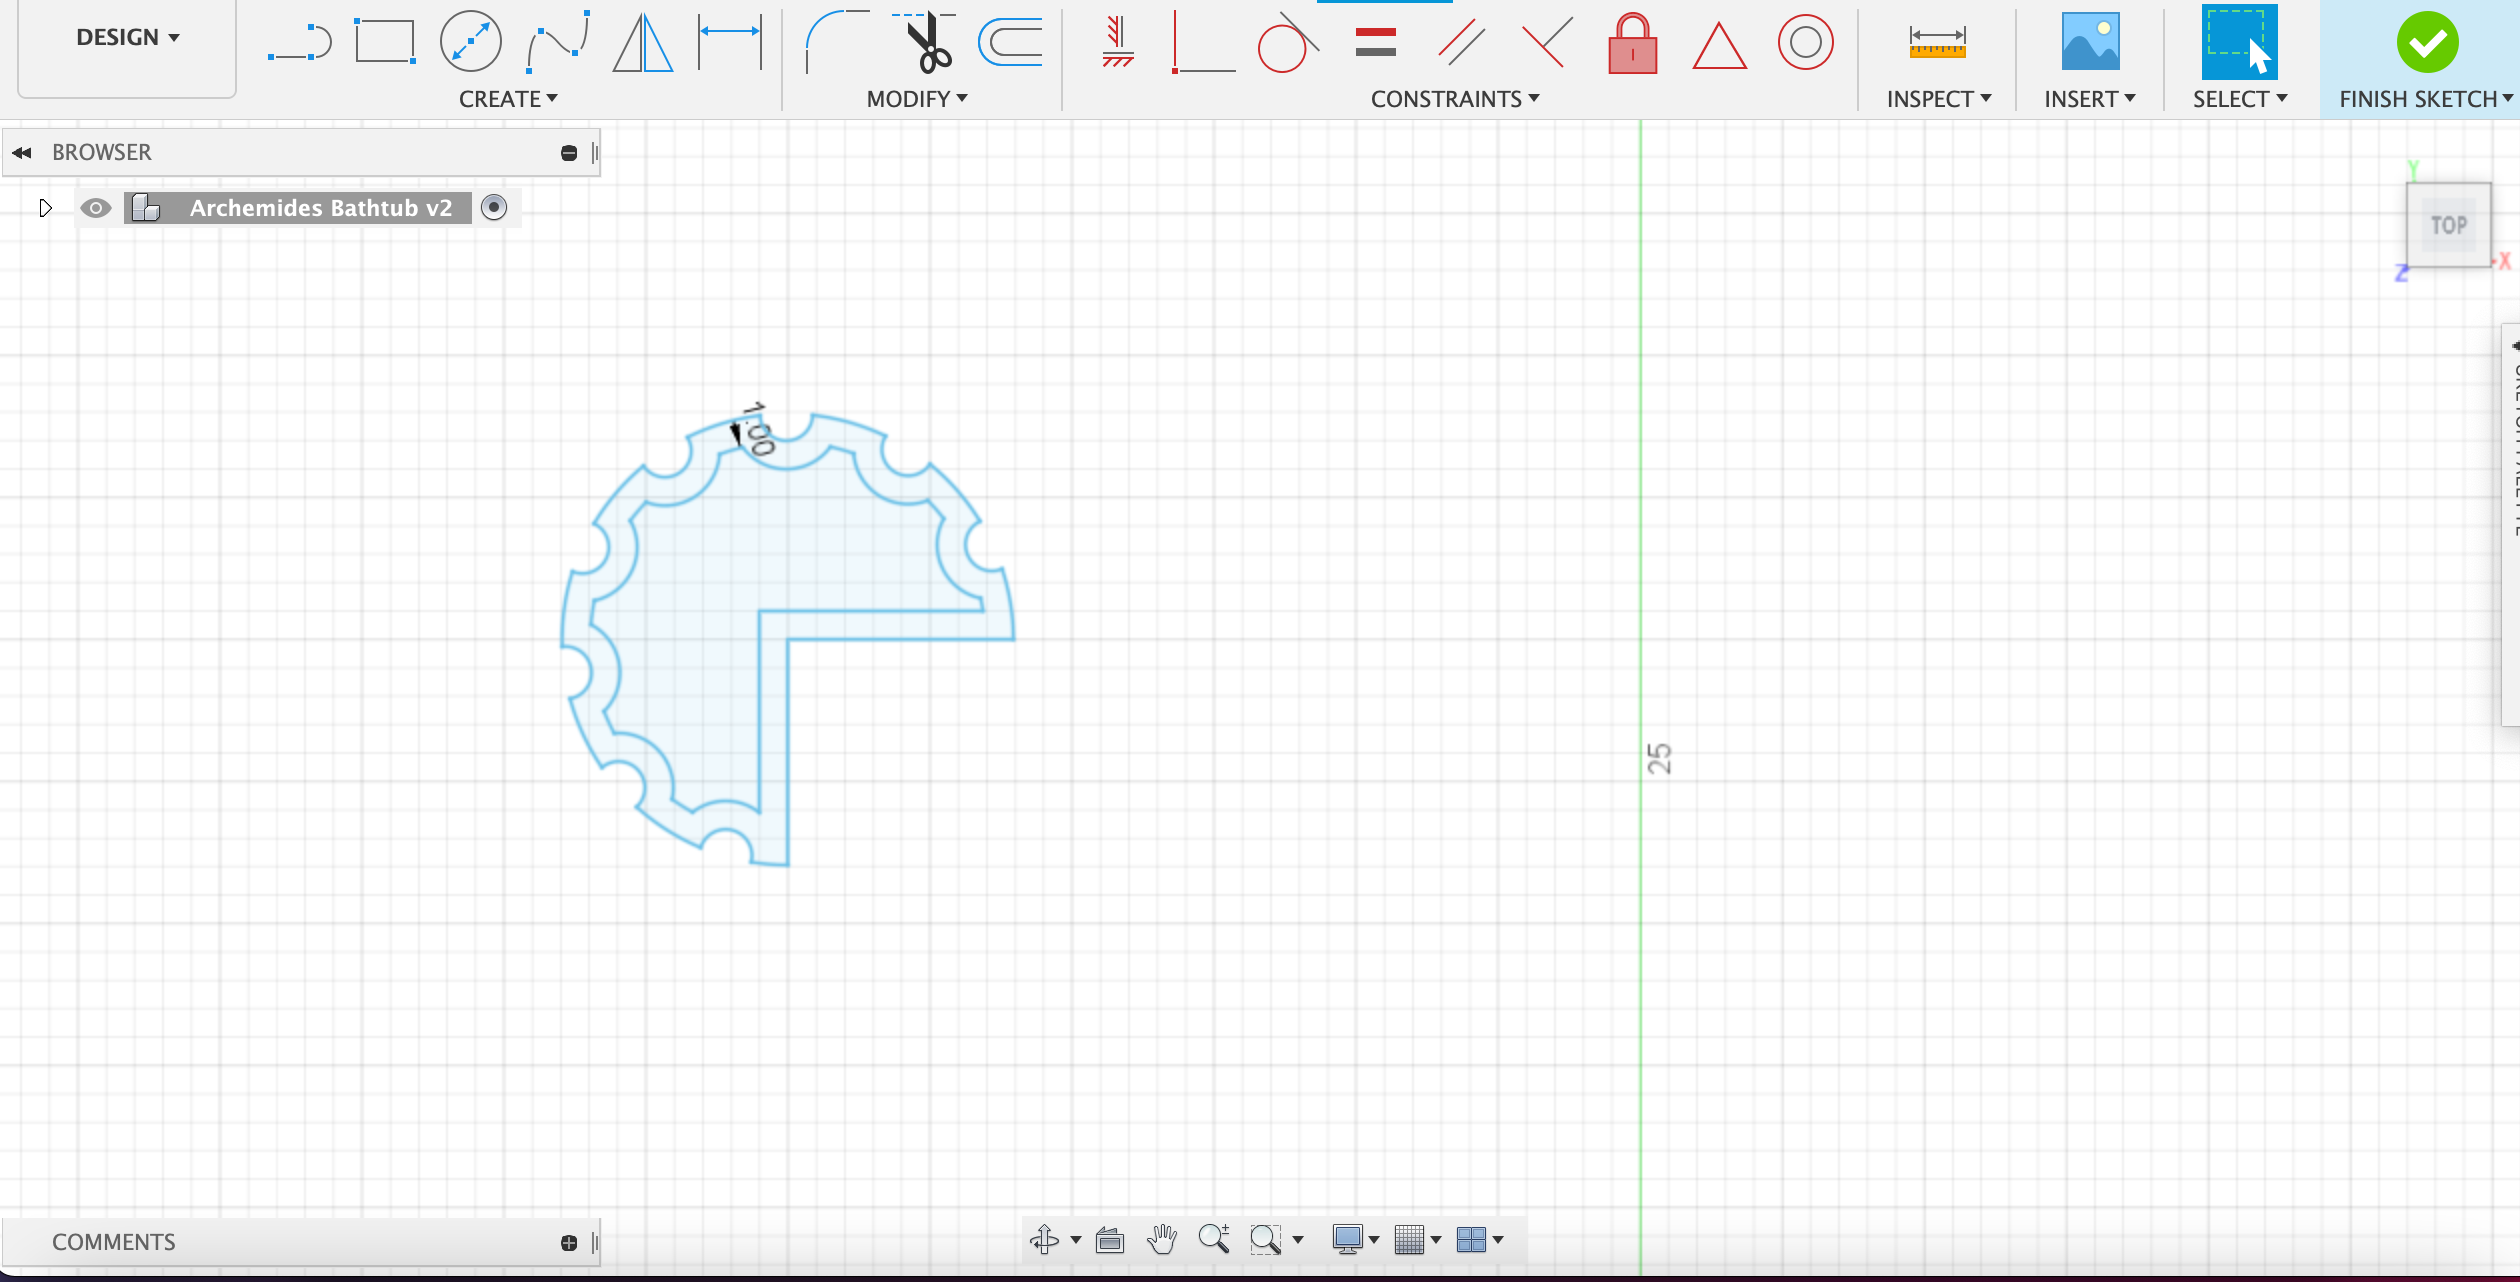 DESIGN
CREATE
MODIFY
CONSTRAINTS
INSPECT
INSERT
SELECT
FINISH SKETCH
BROWSER
Archemides Bathtub v2
Y
TOP
X
Z
1.00
25
COMMENTS